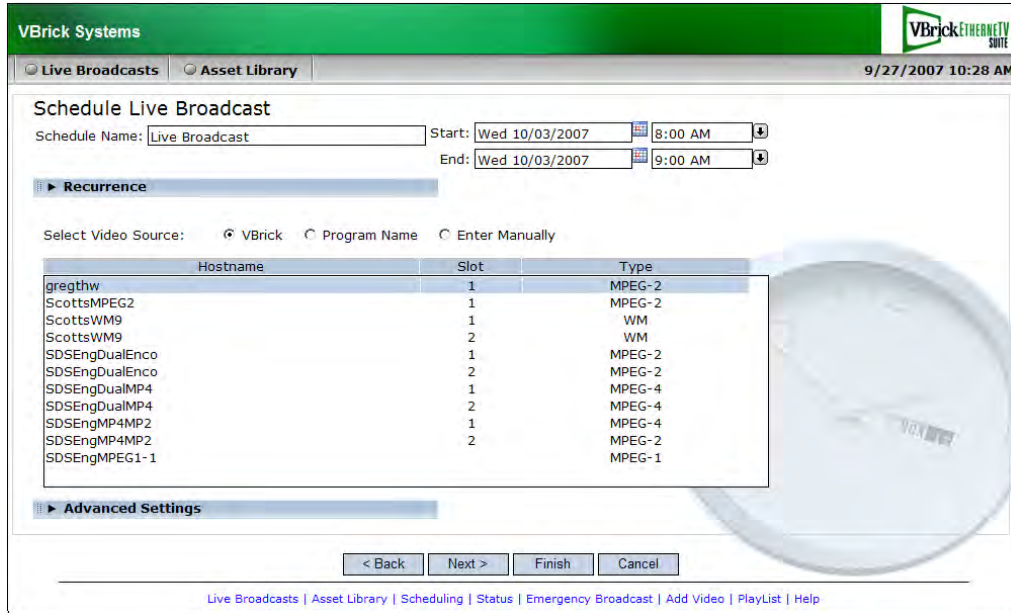 VBrick Systems
VBrick ETHERNETV SUITE
Live Broadcasts Asset Library 9/27/2007 10:28 AM
Schedule Live Broadcast
Schedule Name: Live Broadcast Start: Wed 10/03/2007 8:00 AM
End: Wed 10/03/2007 9:00 AM
Recurrence
Select Video Source: VBrick Program Name Enter Manually
Hostname Slot Type
gregthw 1 MPEG-2
ScottsMPEG2 1 MPEG-2
ScottsWM9 1 WM
ScottsWM9 2 WM
SDSEngDualEnco 1 MPEG-2
SDSEngDualEnco 2 MPEG-2
SDSEngDualMP4 1 MPEG-4
SDSEngDualMP4 2 MPEG-4
SDSEngMP4MP2 1 MPEG-4
SDSEngMP4MP2 2 MPEG-2
SDSEngMPEG1-1 MPEG-1
Advanced Settings
< Back Next > Finish Cancel
Live Broadcasts | Asset Library | Scheduling | Status | Emergency Broadcast | Add Video | PlayList | Help